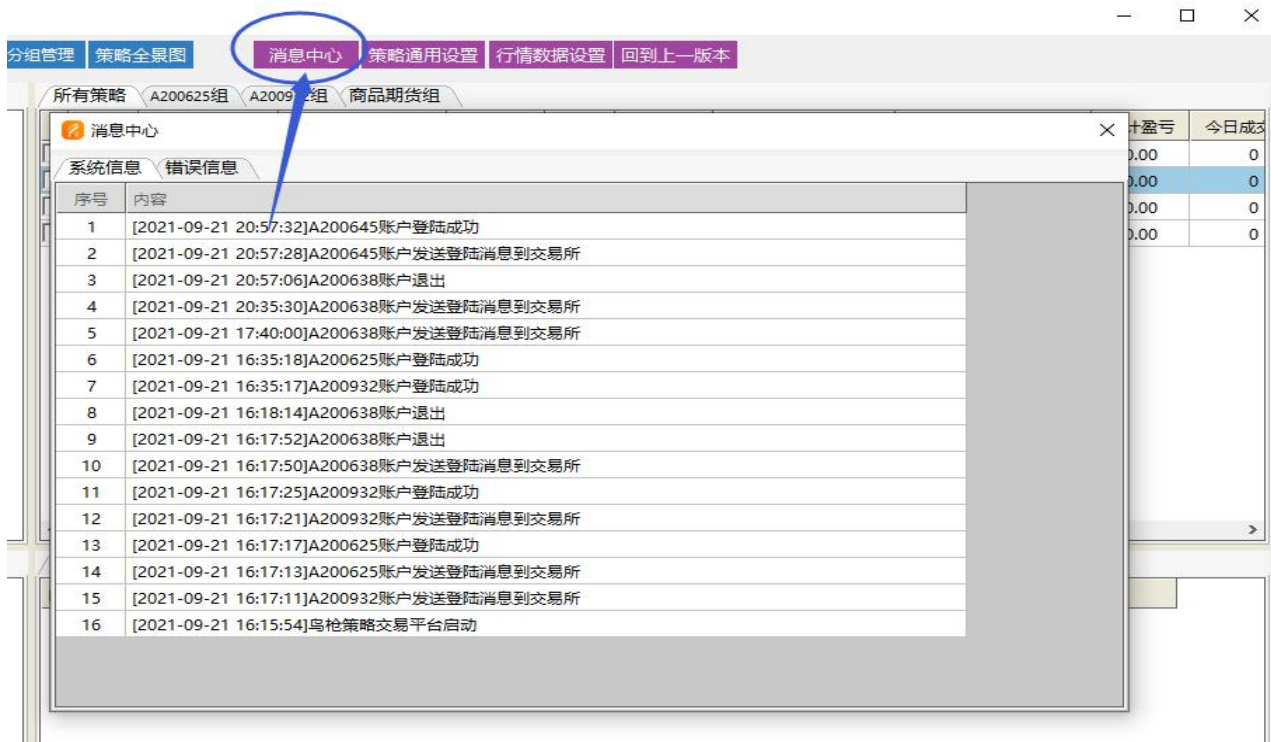 分组管理 策略全景图 消息中心 策略通用设置 行情数据设置 回到上一版本
所有策略 A200625组 商品期货组
消息中心
计盈亏 今日成交
系统信息 错误信息
序号 内容
1 [2021-09-21 20:57:32]A200645账户登陆成功
2 [2021-09-21 20:57:28]A200645账户发送登陆消息到交易所
3 [2021-09-21 20:57:06]A200638账户退出
4 [2021-09-21 20:35:30]A200638账户发送登陆消息到交易所
5 [2021-09-21 17:40:00]A200638账户发送登陆消息到交易所
6 [2021-09-21 16:35:18]A200625账户登陆成功
7 [2021-09-21 16:35:17]A200932账户登陆成功
8 [2021-09-21 16:18:14]A200638账户退出
9 [2021-09-21 16:17:52]A200638账户退出
10 [2021-09-21 16:17:50]A200638账户发送登陆消息到交易所
11 [2021-09-21 16:17:25]A200932账户登陆成功
12 [2021-09-21 16:17:21]A200932账户发送登陆消息到交易所
13 [2021-09-21 16:17:17]A200625账户登陆成功
14 [2021-09-21 16:17:13]A200625账户发送登陆消息到交易所
15 [2021-09-21 16:17:11]A200932账户发送登陆消息到交易所
16 [2021-09-21 16:15:54]鸟枪策略交易平台启动
0.00 0
0.00 0
0.00 0
0.00 0